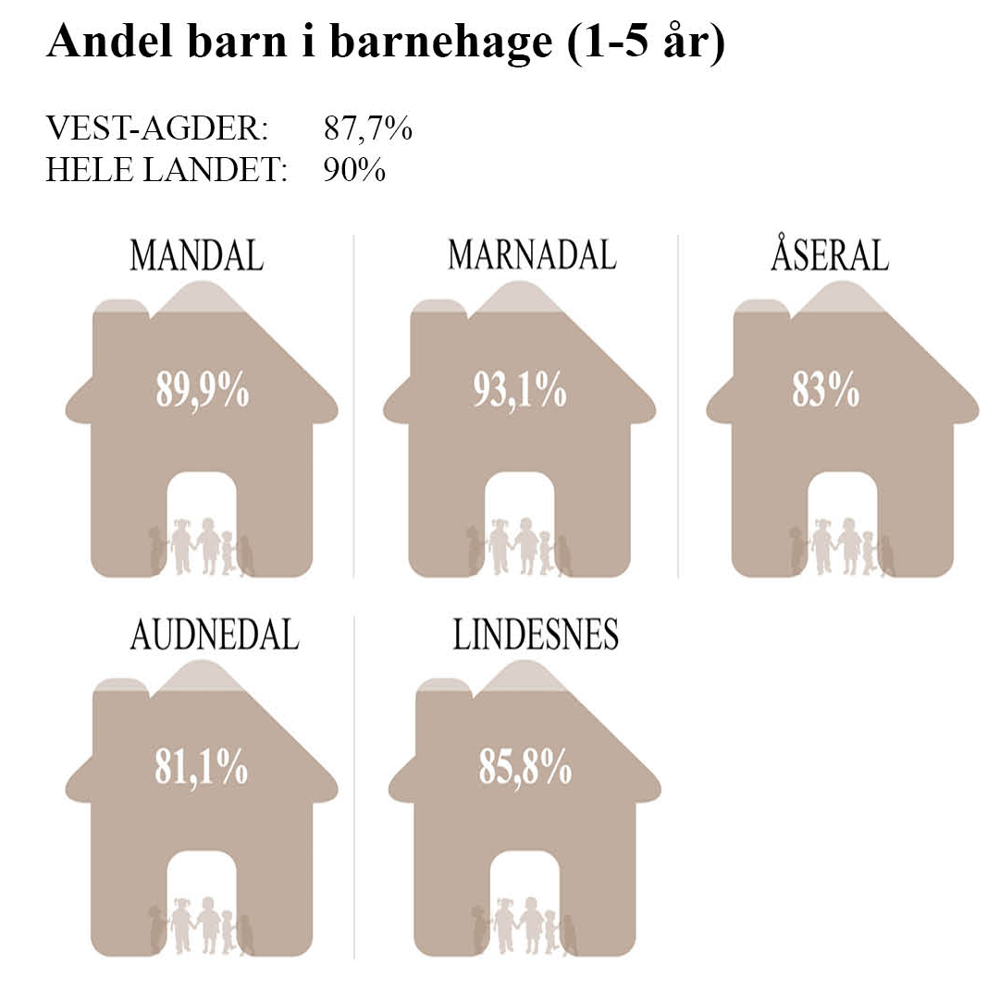 Andel barn i barnehage (1-5 år)
VEST-AGDER: 87,7%
HELE LANDET: 90%
MANDAL
89,9%
MARNADAL
93,1%
ÅSERAL
83%
AUDNEDAL
81,1%
LINDESNES
85,8%